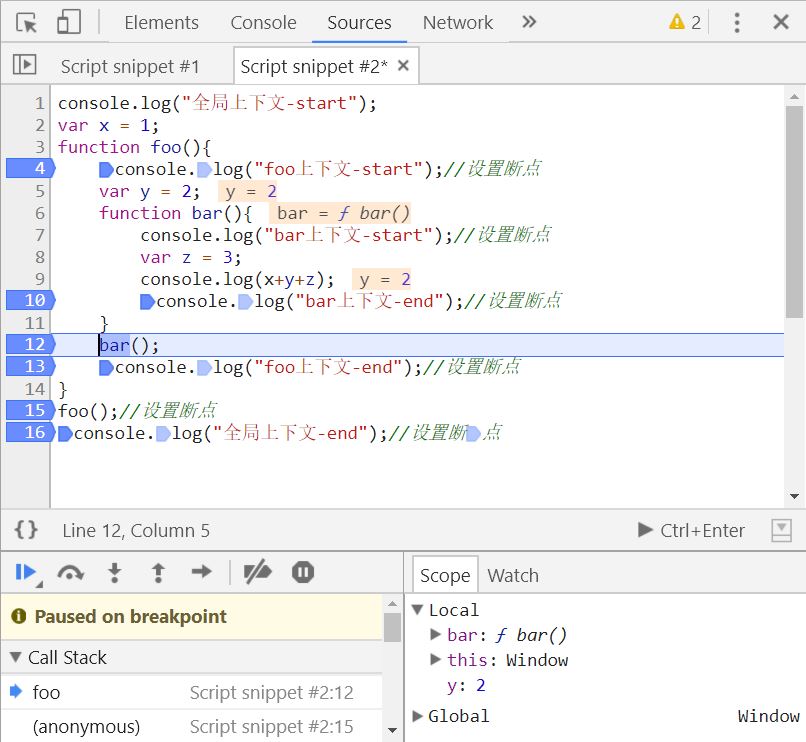 Elements Console Sources Network » 2
Script snippet #1 Script snippet #2* ×
1 console.log("全局上下文-start");
2 var x = 1;
3 function foo(){
4 console.log("foo上下文-start");//设置断点
5 var y = 2; y = 2
6 function bar(){ bar = ƒ bar()
7 console.log("bar上下文-start");//设置断点
8 var z = 3;
9 console.log(x+y+z); y = 2
10 console.log("bar上下文-end");//设置断点
11 }
12 bar();
13 console.log("foo上下文-end");//设置断点
14 }
15 foo();//设置断点
16 console.log("全局上下文-end");//设置断点
{} Line 12, Column 5 Ctrl+Enter
Scope Watch
Paused on breakpoint
Call Stack
foo Script snippet #2:12
(anonymous) Script snippet #2:15
Local
bar: ƒ bar()
this: Window
y: 2
Global Window